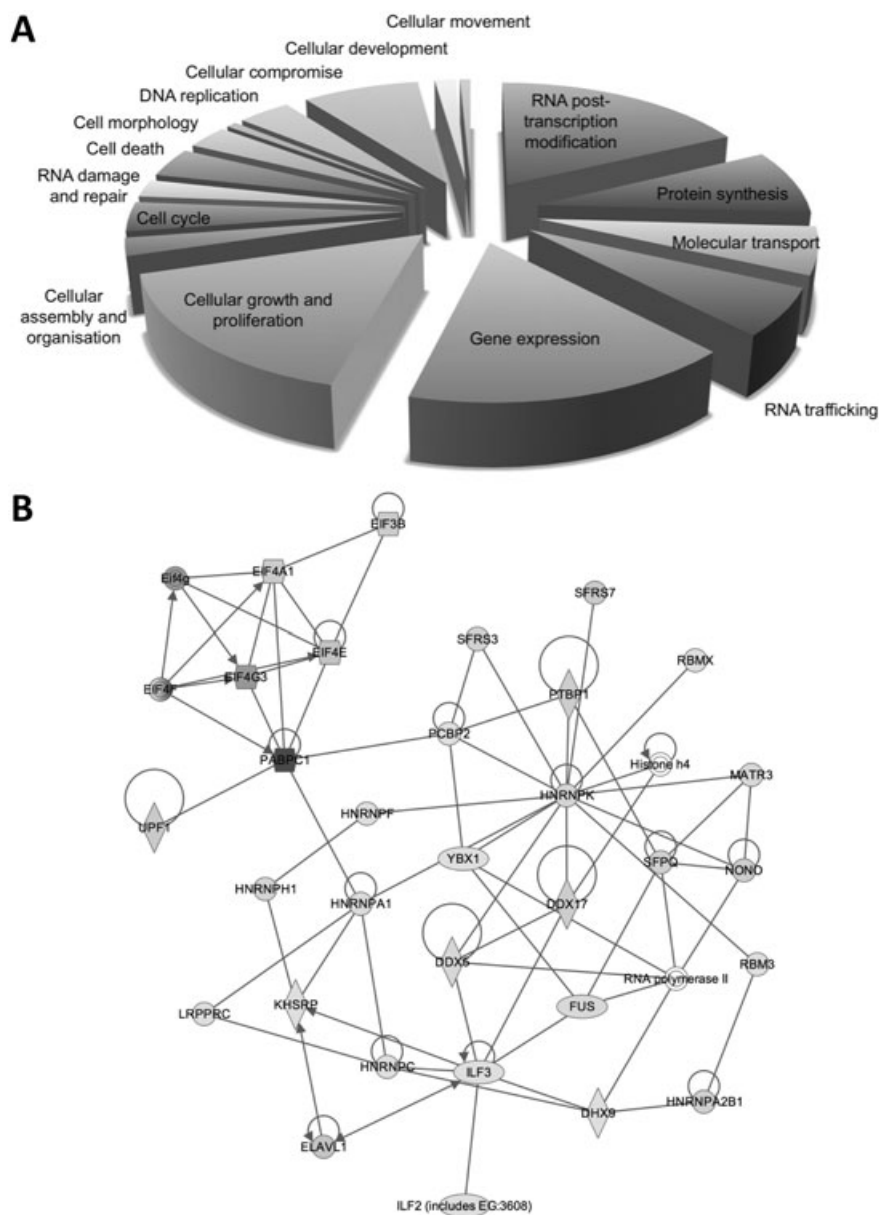 A
Cellular movement
Cellular development
Cellular compromise
DNA replication
Cell morphology
Cell death
RNA damage
and repair
Cell cycle
Cellular
assembly and
organisation
Cellular growth and
proliferation
Gene expression
RNA post-
transcription
modification
Protein synthesis
Molecular transport
RNA trafficking
B
EIF3B
Eif4g
EIF4A1
SFRS7
SFRS3
EIF4E
RBMX
EIF4G3
EIF4F
PTBP1
PCBP2
PABPC1
Histone h4
MATR3
HNRNPK
HNRNPF
UPF1
YBX1
SFPQ
NONO
HNRNPH1
HNRNPA1
DDX17
DDX5
RBM3
RNA polymerase II
KHSRP
FUS
LRPPRC
HNRNPC
ILF3
HNRNPA2B1
DHX9
ELAVL1
ILF2 (includes EG:3608)